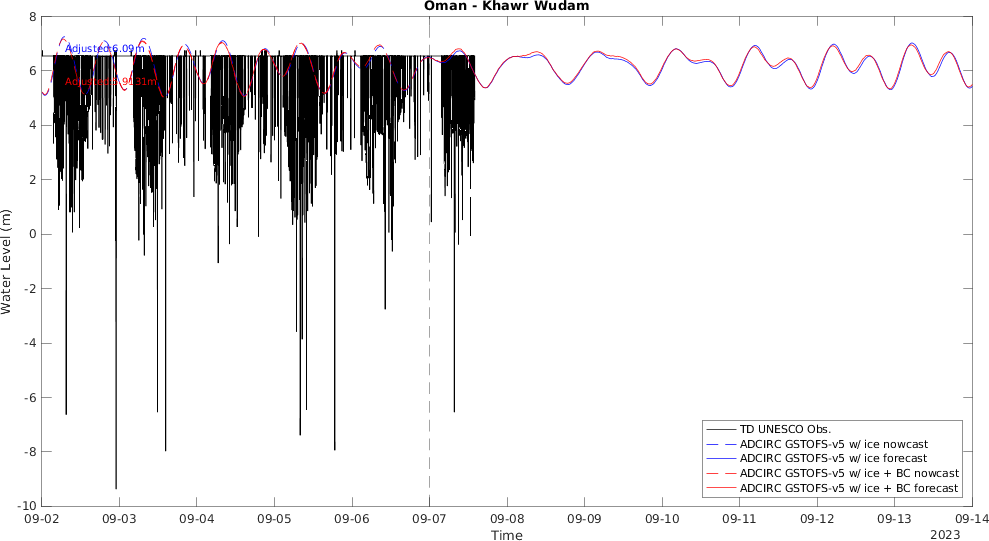 Oman - Khawr Wudam
8
6
4
2
0
-2
-4
-6
-8
-10
Water Level (m)
Adjusted 6.09m
09-02
09-03
09-04
09-05
09-06
09-07
09-08
09-09
09-10
09-11
09-12
09-13
09-14
Time
2023
TD UNESCO Obs.
ADCIRC GSTOFS-v5 w/ ice nowcast
ADCIRC GSTOFS-v5 w/ ice forecast
ADCIRC GSTOFS-v5 w/ ice + BC nowcast
ADCIRC GSTOFS-v5 w/ ice + BC forecast